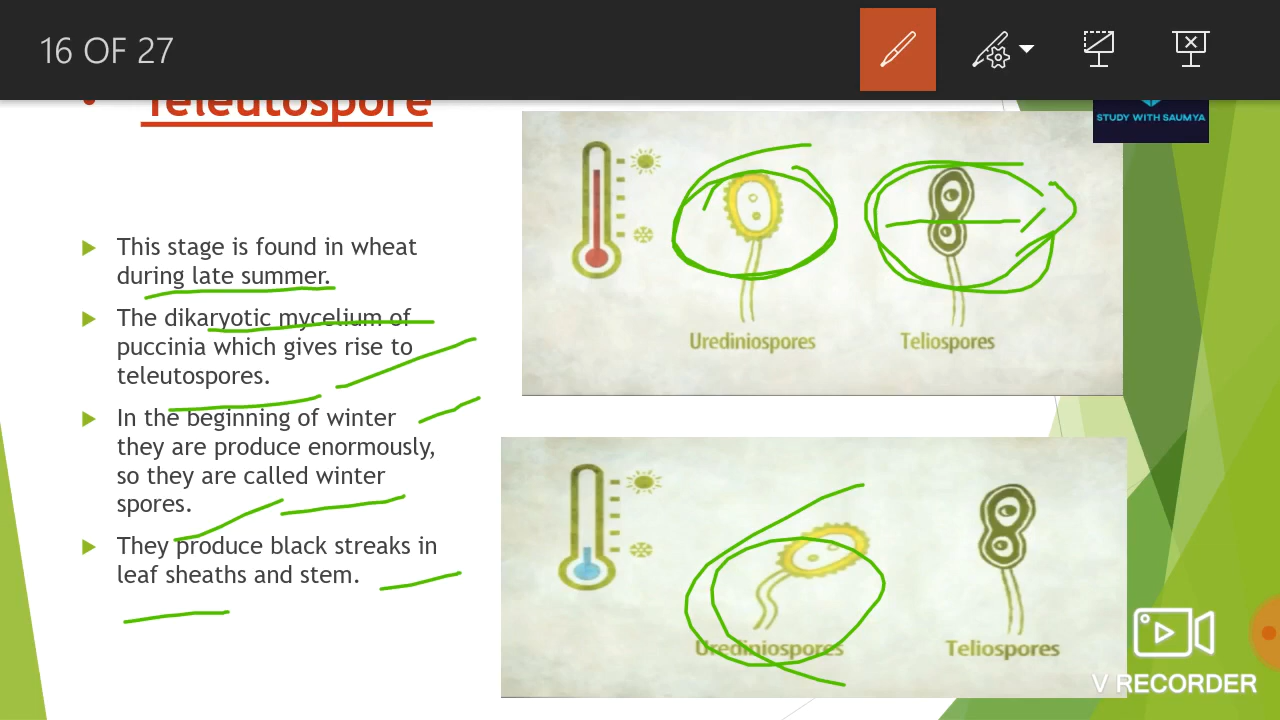 16 OF 27
• Teleutospore
STUDY WITH SAUMYA
This stage is found in wheat
during late summer.
The dikaryotic mycelium of
puccinia which gives rise to
teleutospores.
In the beginning of winter
they are produce enormously,
so they are called winter
spores.
They produce black streaks in
leaf sheaths and stem.
Urediniospores
Teliospores
Urediniospores
Teliospores
V RECORDER